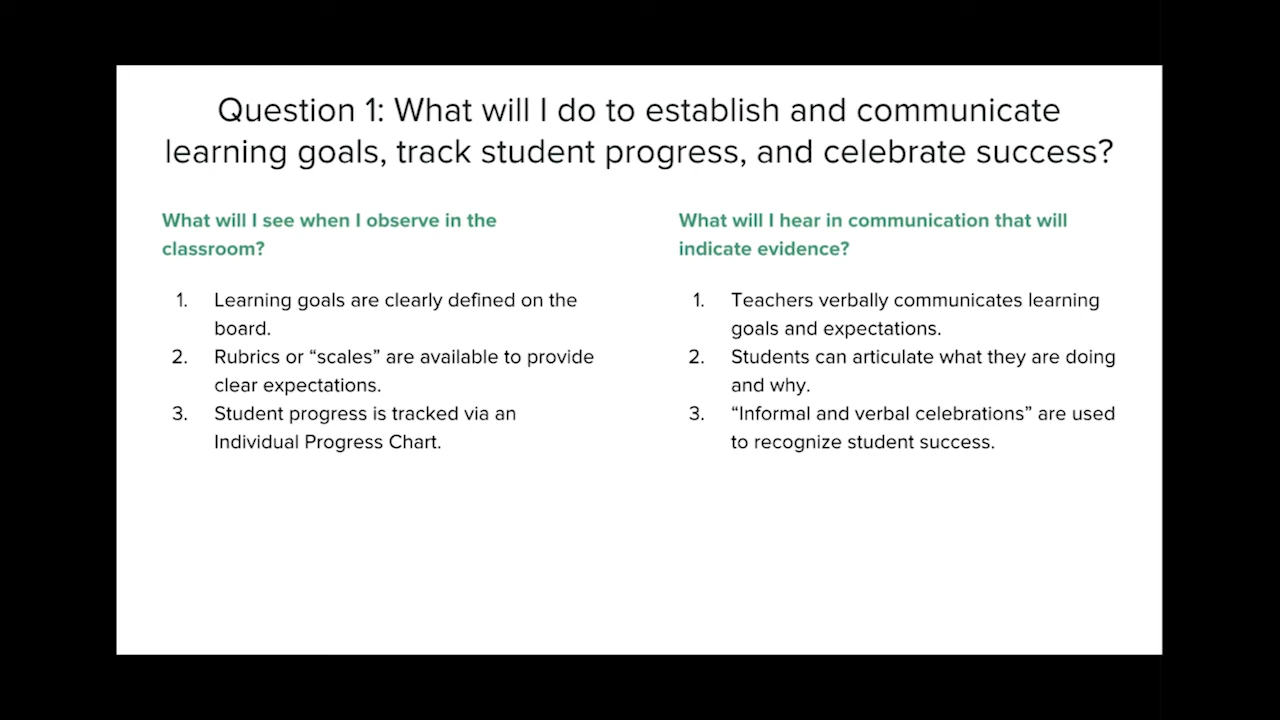 Question 1: What will I do to establish and communicate
learning goals, track student progress, and celebrate success?
What will I see when I observe in the
classroom?
1. Learning goals are clearly defined on the
board.
2. Rubrics or “scales” are available to provide
clear expectations.
3. Student progress is tracked via an
Individual Progress Chart.
What will I hear in communication that will
indicate evidence?
1. Teachers verbally communicates learning
goals and expectations.
2. Students can articulate what they are doing
and why.
3. “Informal and verbal celebrations” are used
to recognize student success.